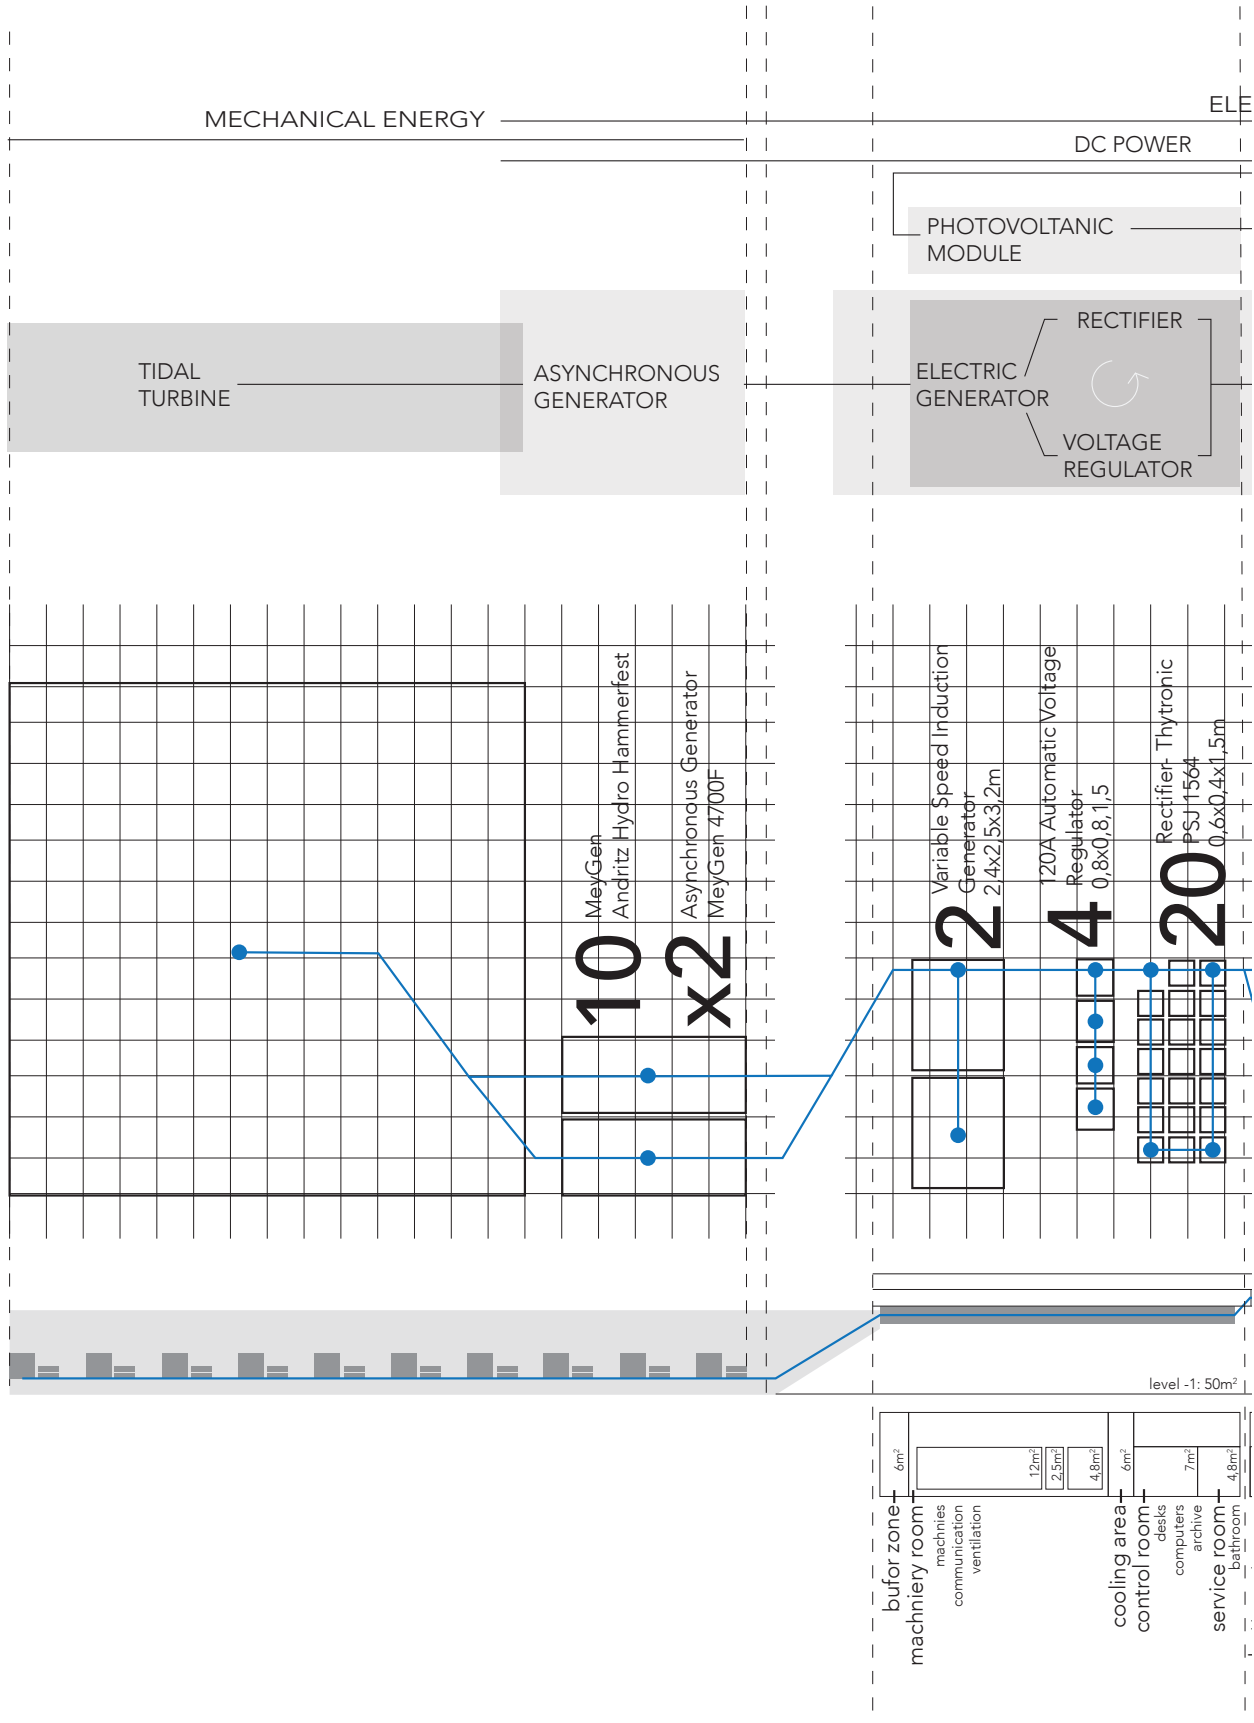 MECHANICAL ENERGY
ELE
DC POWER
PHOTOVOLTANIC
MODULE
TIDAL
TURBINE
ASYNCHRONOUS
GENERATOR
ELECTRIC
GENERATOR
RECTIFIER
VOLTAGE
REGULATOR
10
MeyGen
Andritz Hydro Hammerfest
x2
Asynchronous Generator
MeyGen 4700F
2
Variable Speed Induction
Generator
2,4x2,5x3,2m
4
120A Automatic Voltage
Regulator
0,8x0,8,1,5
20
Rectifier- Thytronic
PSJ 1564
0,6x0,4x1,5m
level -1: 50m²
6m²
12m²
2,5m²
4,8m²
6m²
7m²
4,8m²
bufor zone
machniery room
machnies
communication
ventilation
cooling area
control room
desks
computers
archive
service room
bathroom